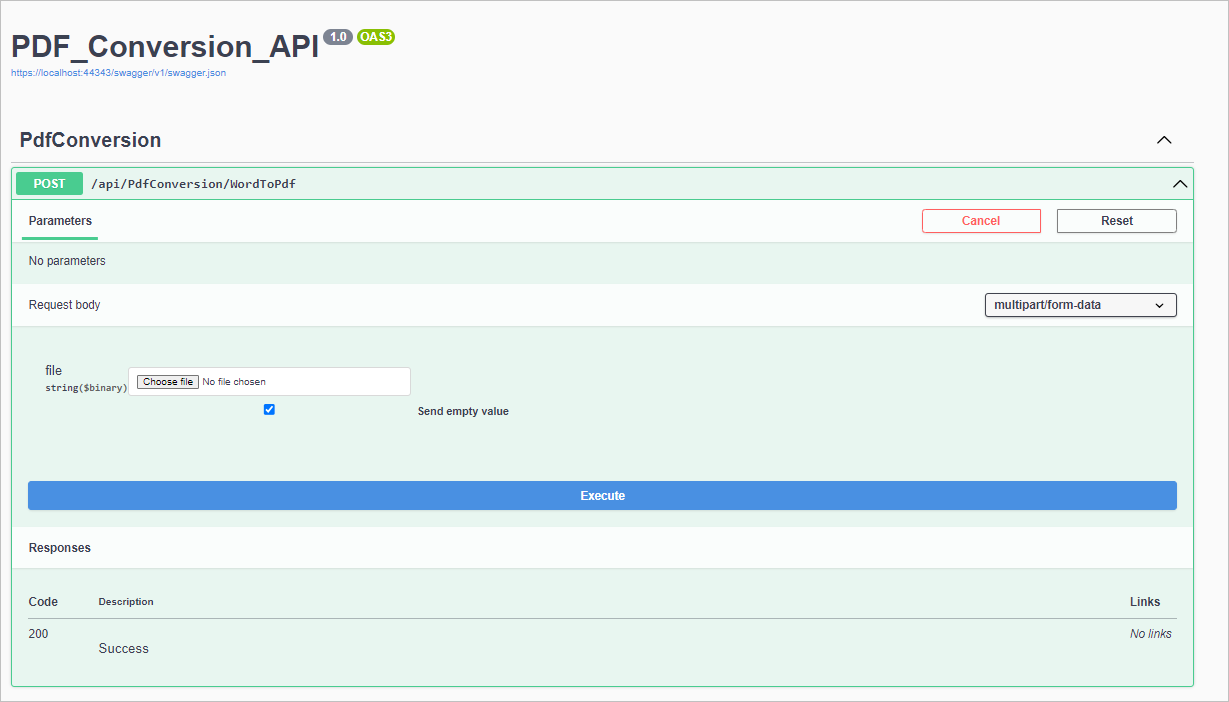 PDF_Conversion_API 1.0 OAS3
https://localhost:44343/swagger/v1/swagger.json
PdfConversion
POST /api/PdfConversion/WordToPdf
Parameters Cancel Reset
No parameters
Request body multipart/form-data
file
string($binary) Choose file No file chosen
Send empty value
Execute
Responses
Code Description Links
200 No links
Success